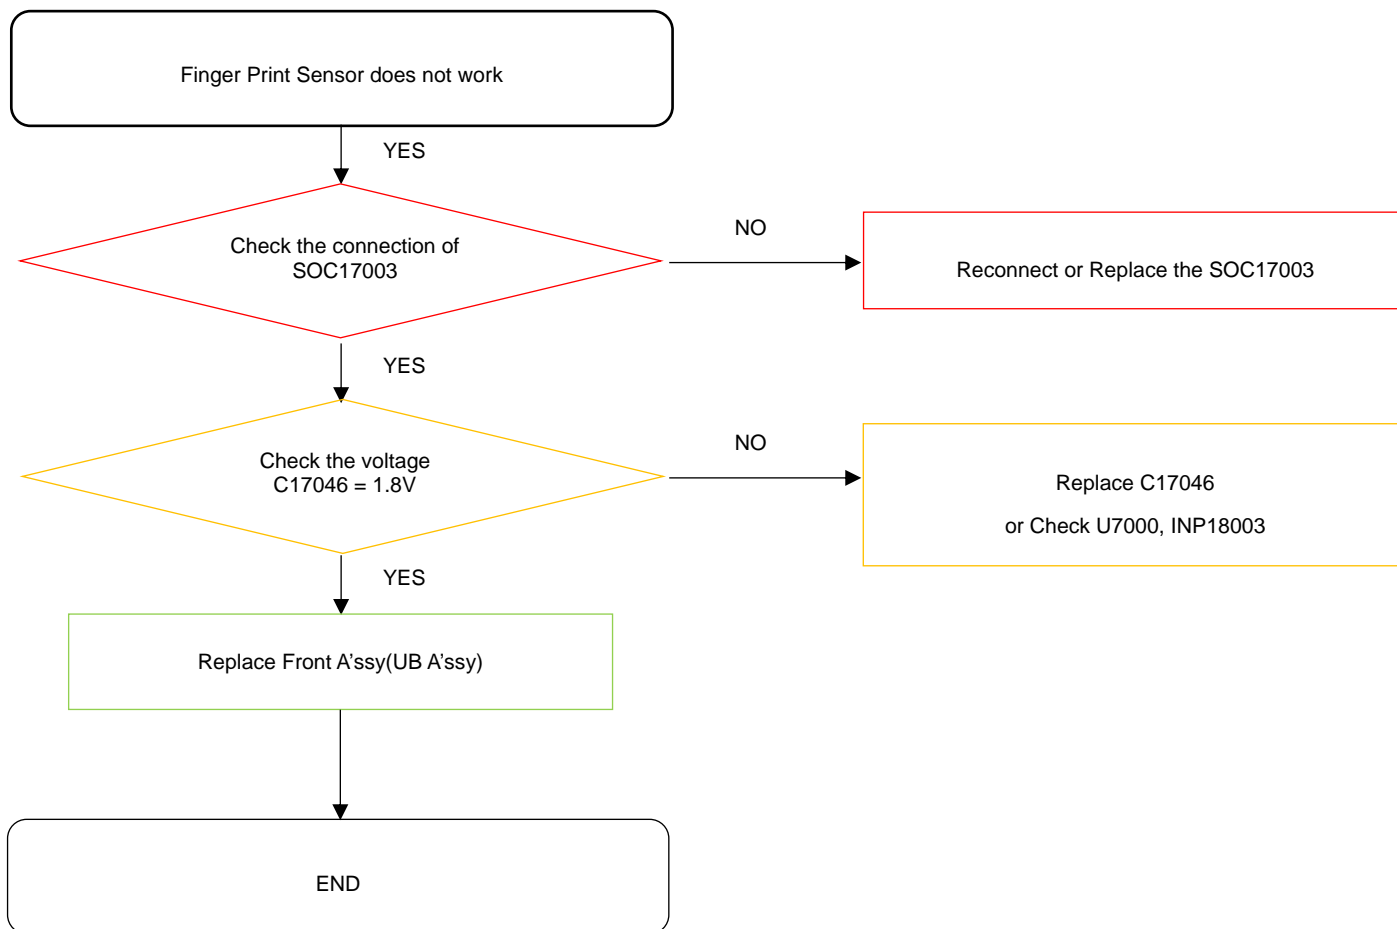 Finger Print Sensor does not work
YES
Check the connection of
SOC17003
NO
Reconnect or Replace the SOC17003
YES
Check the voltage
C17046 = 1.8V
NO
Replace C17046
or Check U7000, INP18003
YES
Replace Front A’ssy(UB A’ssy)
END